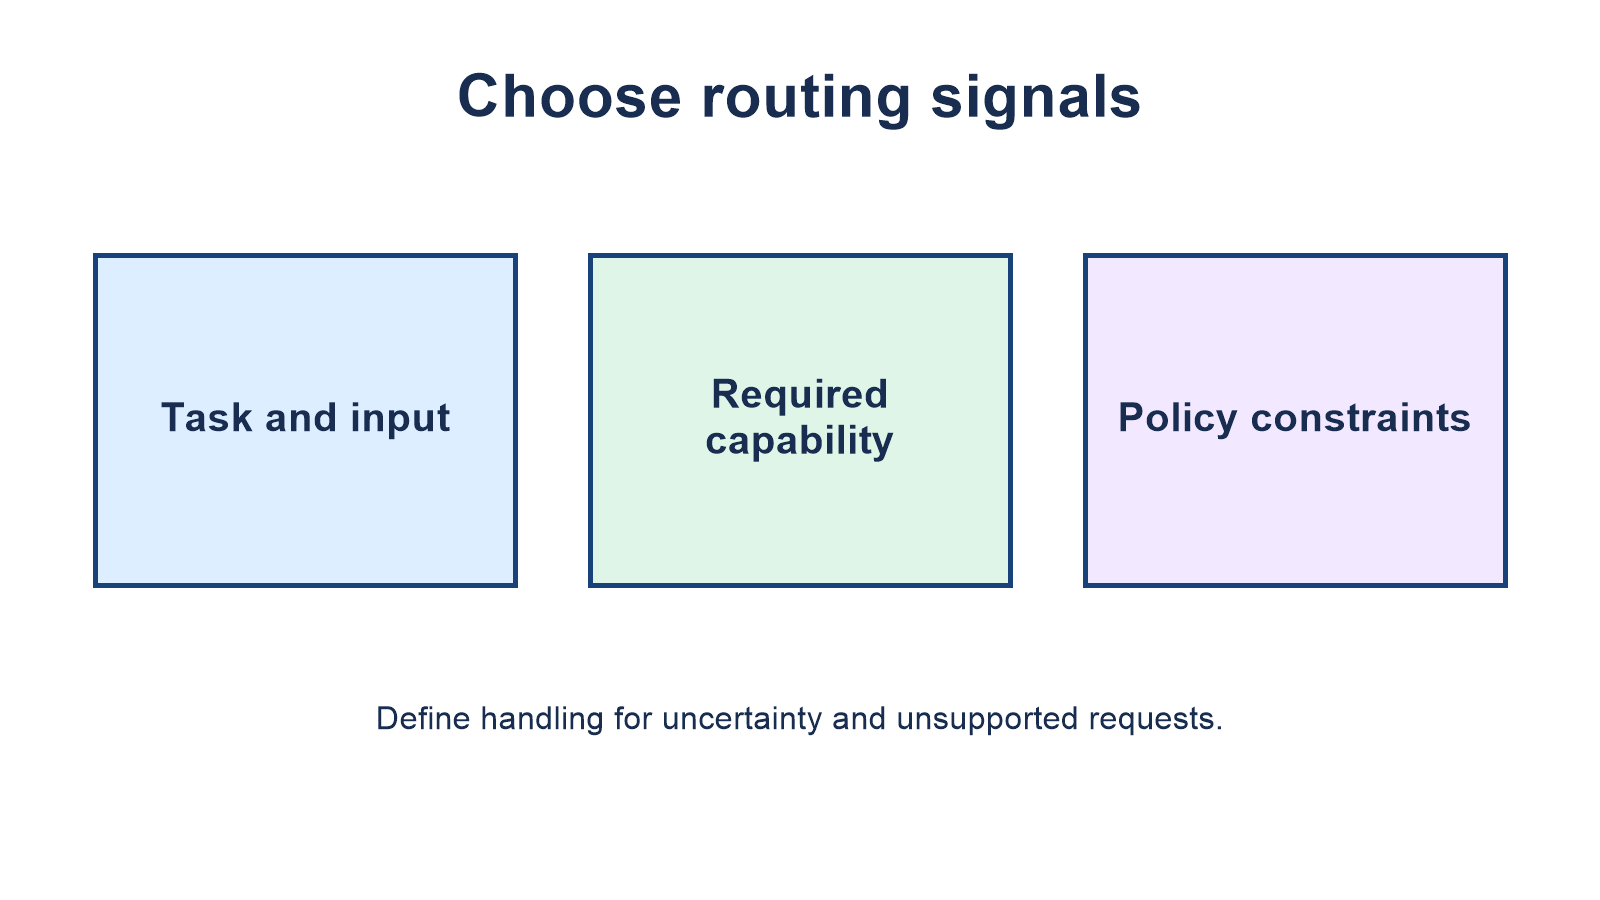 Choose routing signals
Task and input
Required
capability
Policy constraints
Define handling for uncertainty and unsupported requests.